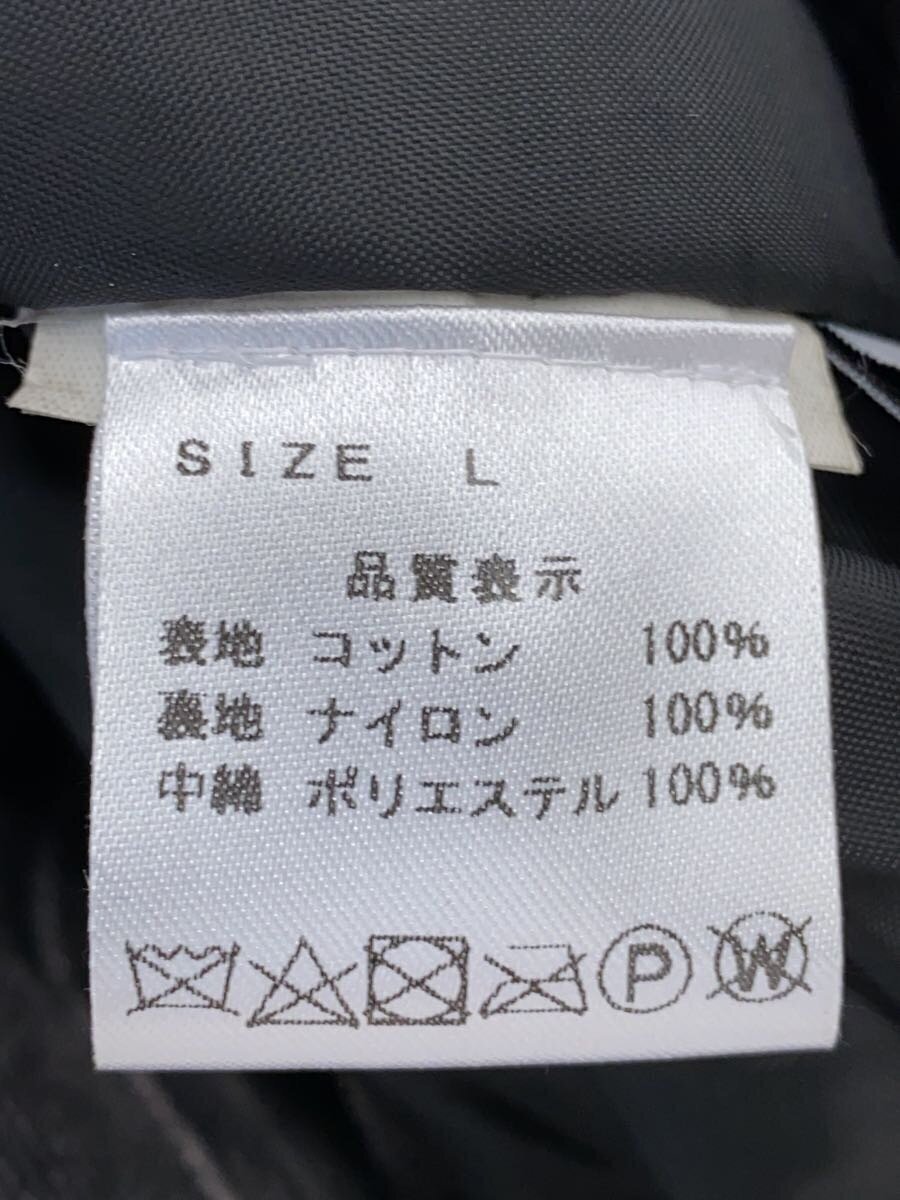 SIZE L
品質表示
表地 コットン 100%
裏地 ナイロン 100%
中綿 ポリエステル 100%
P W